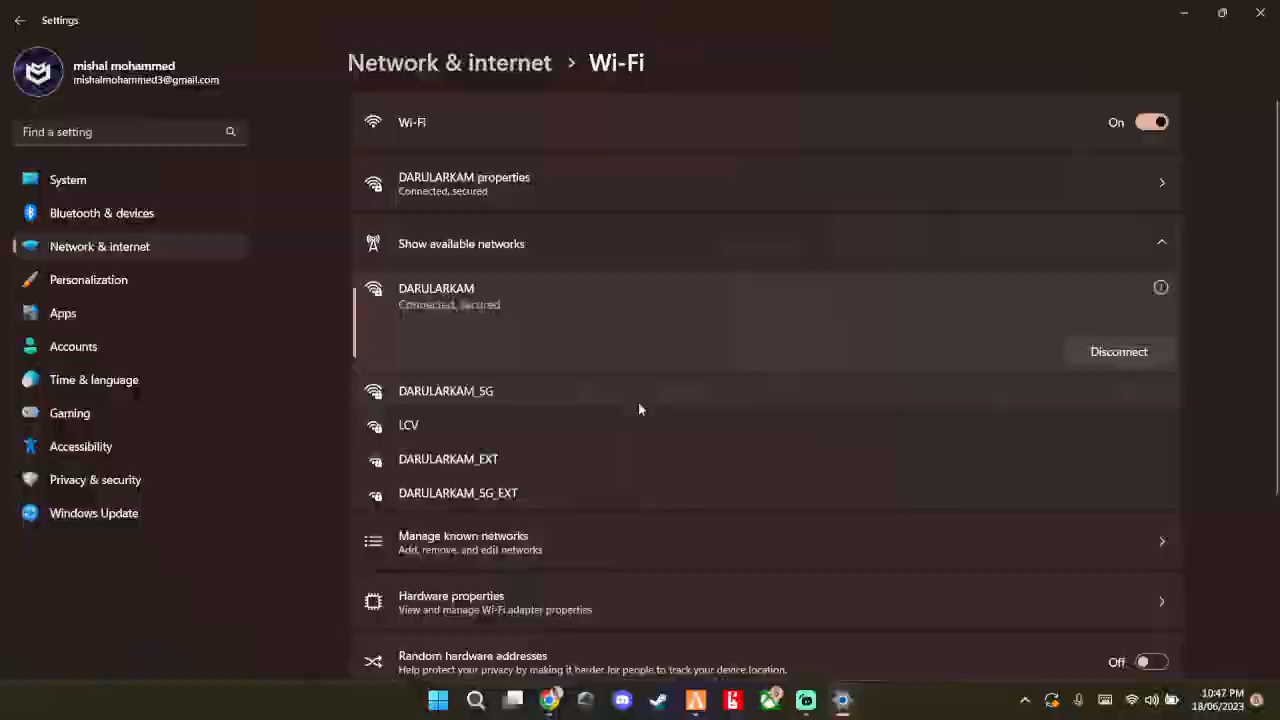 Settings
mishal mohammed
mishalmohammed3@gmail.com
Find a setting
System
Bluetooth & devices
Network & internet
Personalization
Apps
Accounts
Time & language
Gaming
Accessibility
Privacy & security
Windows Update
Network & internet > Wi-Fi
Wi-Fi
On
DARULARKAM properties
Connected, secured
Show available networks
DARULARKAM
Connected, secured
Disconnect
DARULARKAM_5G
LCV
DARULARKAM_EXT
DARULARKAM_5G_EXT
Manage known networks
Add, remove, and edit networks
Hardware properties
View and manage Wi-Fi adapter properties
Random hardware addresses
Help protect your privacy by making it harder for people to track your device location.
Off
10:47 PM
18/06/2023